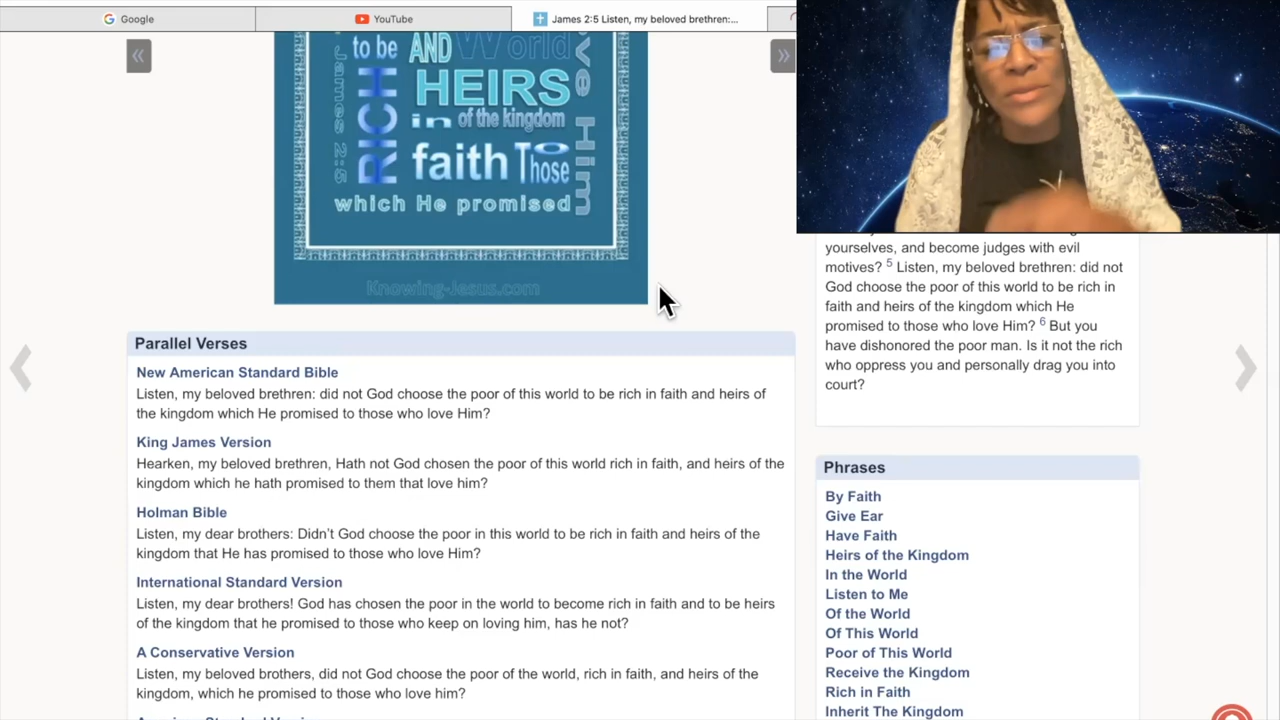 Google
YouTube
James 2:5 Listen, my beloved brethren:...
«
»
James 2:5
to be
AND
World
RICH
HEIRS
in of the kingdom
faith Those
which He promised
Him
Knowing-Jesus.com
Parallel Verses
New American Standard Bible
Listen, my beloved brethren: did not God choose the poor of this world to be rich in faith and heirs of
the kingdom which He promised to those who love Him?
King James Version
Hearken, my beloved brethren, Hath not God chosen the poor of this world rich in faith, and heirs of the
kingdom which he hath promised to them that love him?
Holman Bible
Listen, my dear brothers: Didn’t God choose the poor in this world to be rich in faith and heirs of the
kingdom that He has promised to those who love Him?
International Standard Version
Listen, my dear brothers! God has chosen the poor in the world to become rich in faith and to be heirs
of the kingdom that he promised to those who keep on loving him, has he not?
A Conservative Version
Listen, my beloved brothers, did not God choose the poor of the world, rich in faith, and heirs of the
kingdom, which he promised to those who love him?
yourselves, and become judges with evil
motives? 5 Listen, my beloved brethren: did not
God choose the poor of this world to be rich in
faith and heirs of the kingdom which He
promised to those who love Him? 6 But you
have dishonored the poor man. Is it not the rich
who oppress you and personally drag you into
court?
Phrases
By Faith
Give Ear
Have Faith
Heirs of the Kingdom
In the World
Listen to Me
Of the World
Of This World
Poor of This World
Receive the Kingdom
Rich in Faith
Inherit The Kingdom